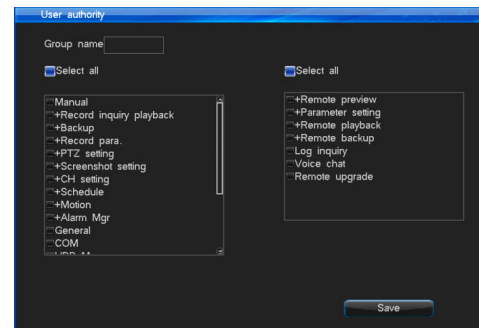 User authority
Group name
Select all
Manual
+Record inquiry playback
+Backup
+Record para.
+PTZ setting
+Screenshot setting
+CH setting
+Schedule
+Motion
+Alarm Mgr
General
COM
Select all
+Remote preview
+Parameter setting
+Remote playback
+Remote backup
Log inquiry
Voice chat
Remote upgrade
Save